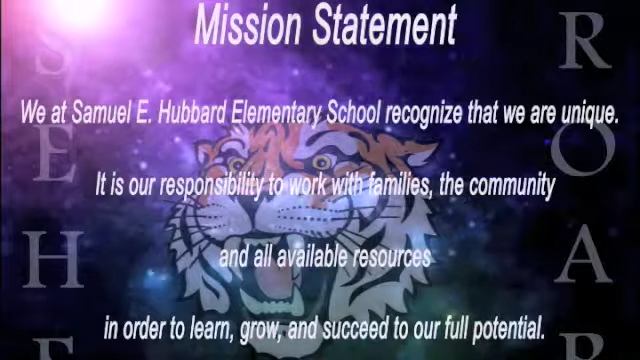 Mission Statement
We at Samuel E. Hubbard Elementary School recognize that we are unique.
It is our responsibility to work with families, the community
and all available resources
in order to learn, grow, and succeed to our full potential.
S
E
H
E
R
O
A
R